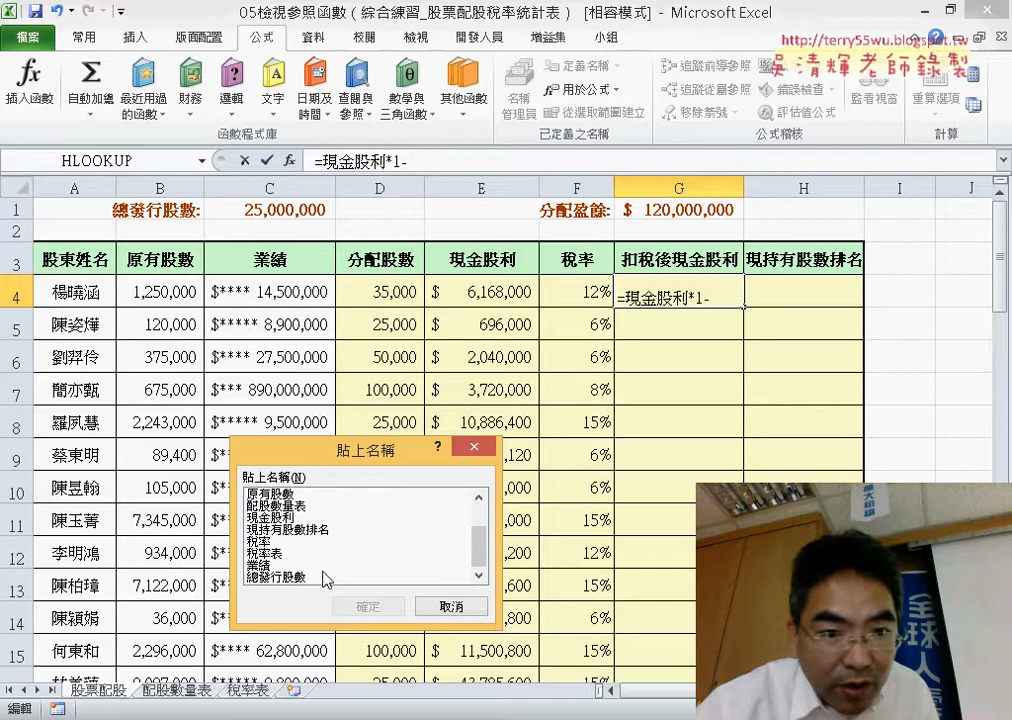 05檢視參照函數（綜合練習_股票配股稅率統計表） [相容模式] - Microsoft Excel
檔案 常用 插入 版面配置 公式 資料 校閱 檢視 開發人員 增益集 小組
http://terry55wu.blogspot.tw
吳清輝老師錄製
fx Σ ? A θ
插入函數 自動加總 最近用過的函數 財務 邏輯 文字 日期及時間 查閱與參照 數學與三角函數 其他函數
函數程式庫
名稱管理員 定義名稱 用於公式 從選取範圍建立
已定義之名稱
追蹤前導參照 追蹤從屬參照 移除箭號 錯誤檢查 評估值公式 監看視窗
公式稽核
重算選項
計算
HLOOKUP fx =現金股利*1-
A B C D E F G H I J
1 總發行股數: 25,000,000 分配盈餘: $ 120,000,000
2
3 股東姓名 原有股數 業績 分配股數 現金股利 稅率 扣稅後現金股利 現持有股數排名
4 楊曉涵 1,250,000 $**** 14,500,000 35,000 $ 6,168,000 12% =現金股利*1-
5 陳姿燁 120,000 $***** 8,900,000 25,000 $ 696,000 6%
6 劉羿伶 375,000 $**** 27,500,000 50,000 $ 2,040,000 6%
7 簡亦甄 675,000 $*** 890,000,000 100,000 $ 3,720,000 8%
8 羅夙慧 2,243,000 $***** 9,500,000 25,000 $ 10,886,400 15%
9 蔡東明 89,400 ,120 6%
10 陳昱翰 105,000 ,000 6%
11 陳玉菁 7,345,000 ,000 15%
12 李明鴻 934,000 ,200 12%
13 陳柏璋 7,122,000 ,600 15%
14 陳穎娟 36,000 ,800 6%
15 何東和 2,296,000 $**** 62,800,000 100,000 $ 11,500,800 15%
貼上名稱 ?
貼上名稱(N)
原有股數
配股數量表
現金股利
現持有股數排名
稅率
稅率表
業績
總發行股數
確定 取消
股票配股 配股數量表 稅率表
編輯
全球人